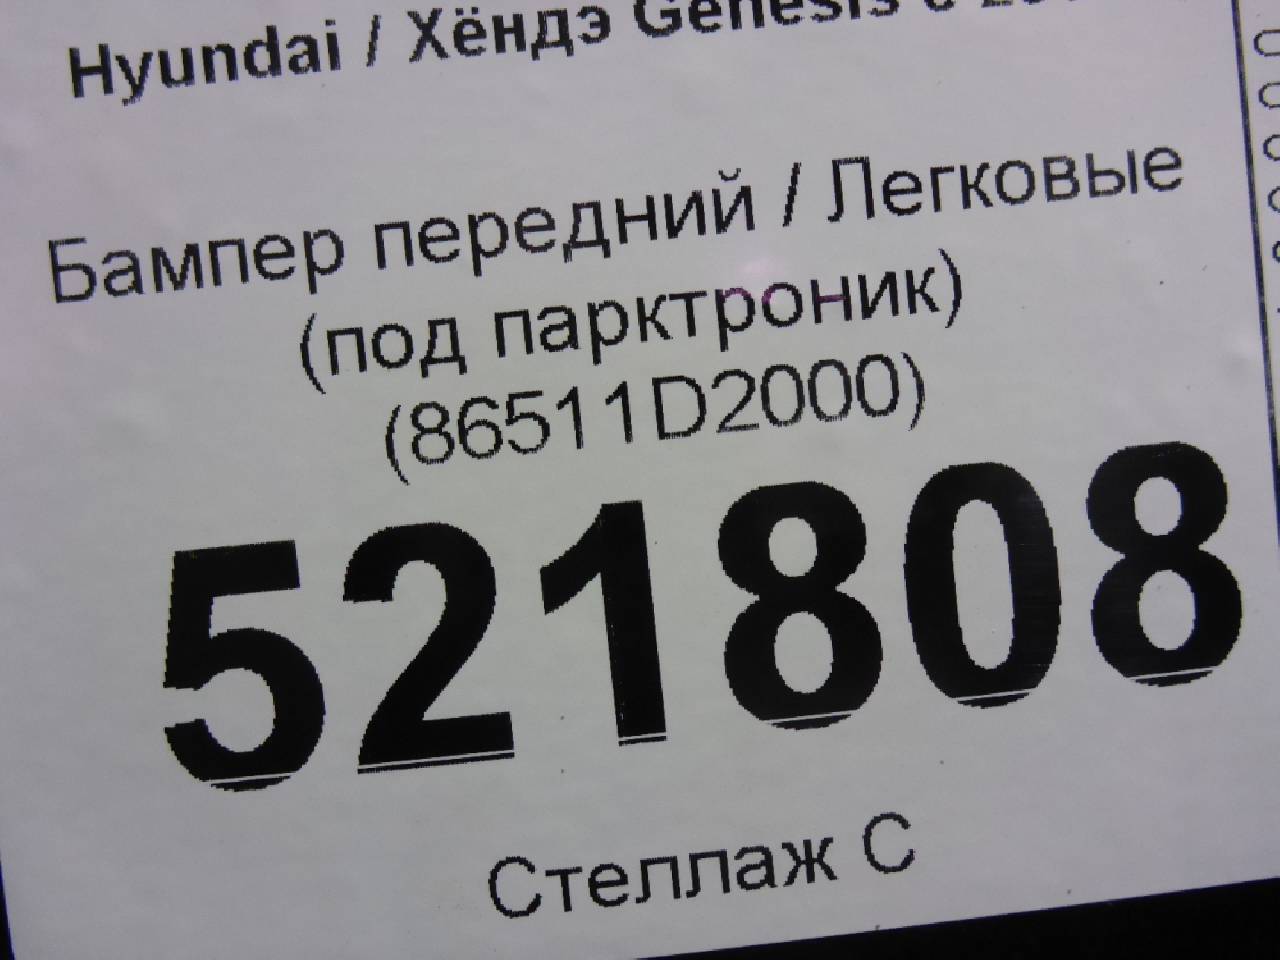 Hyundai / Хёндэ Genesis с
Бампер передний / Легковые
(под парктроник)
(86511D2000)
521808
Стеллаж С